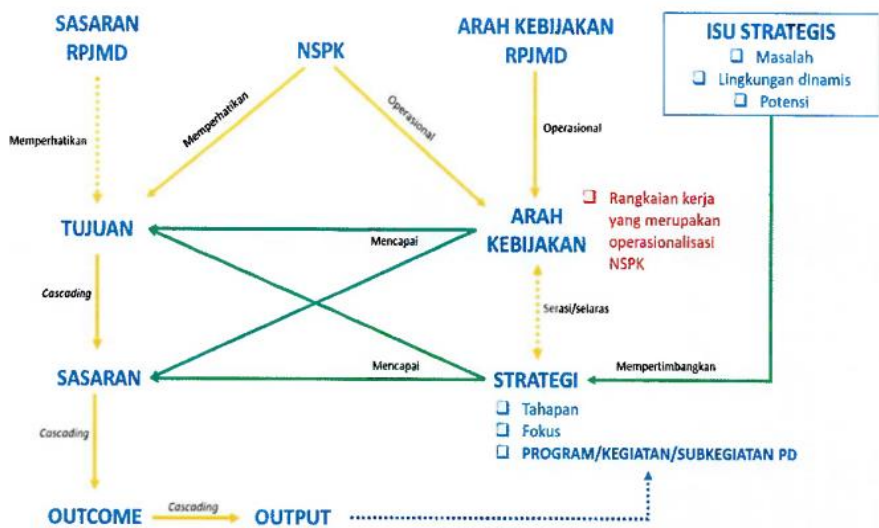 SASARAN
RPJMD
NSPK
ARAH KEBIJAKAN
RPJMD
ISU STRATEGIS
Masalah
Lingkungan dinamis
Potensi
Memperhatikan
Memperhatikan
Operasional
Operasional
TUJUAN
Mencapai
ARAH
KEBIJAKAN
Rangkaian kerja
yang merupakan
operasionalisasi
NSPK
Cascading
Serasi/selaras
SASARAN
Mencapai
STRATEGI
Mempertimbangkan
Tahapan
Fokus
PROGRAM/KEGIATAN/SUBKEGIATAN PD
Cascading
OUTCOME
Cascading
OUTPUT